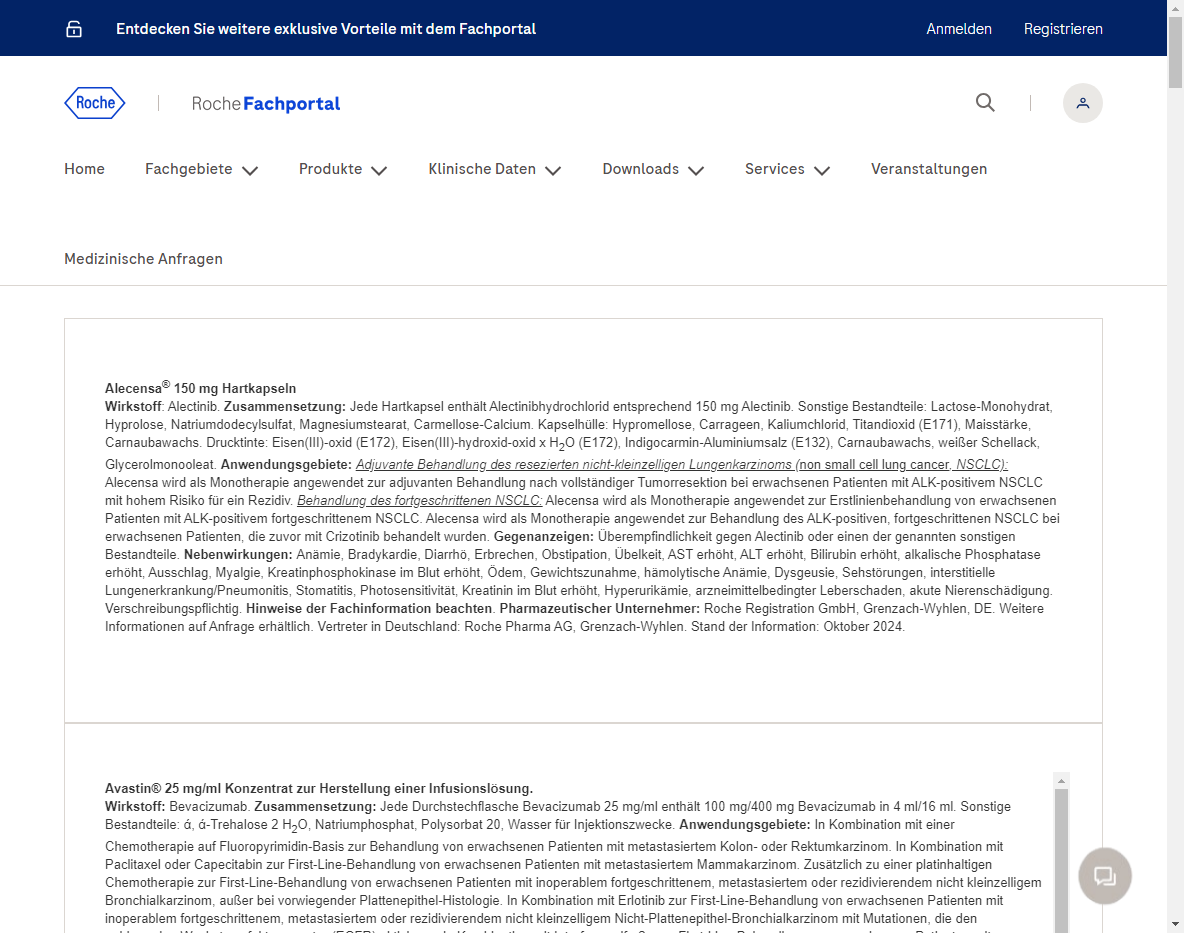 Entdecken Sie weitere exklusive Vorteile mit dem Fachportal
Anmelden
Registrieren
Roche
Roche Fachportal
Home
Fachgebiete
Produkte
Klinische Daten
Downloads
Services
Veranstaltungen
Medizinische Anfragen
Alecensa® 150 mg Hartkapseln
Wirkstoff: Alectinib. Zusammensetzung: Jede Hartkapsel enthält Alectinibhydrochlorid entsprechend 150 mg Alectinib. Sonstige Bestandteile: Lactose-Monohydrat,
Hyprolose, Natriumdodecylsulfat, Magnesiumstearat, Carmellose-Calcium. Kapselhülle: Hypromellose, Carrageen, Kaliumchlorid, Titandioxid (E171), Maisstärke,
Carnaubawachs. Drucktinte: Eisen(III)-oxid (E172), Eisen(III)-hydroxid-oxid x H2O (E172), Indigocarmin-Aluminiumsalz (E132), Carnaubawachs, weißer Schellack,
Glycerolmonooleat. Anwendungsgebiete: Adjuvante Behandlung des resezierten nicht-kleinzelligen Lungenkarzinoms (non small cell lung cancer, NSCLC):
Alecensa wird als Monotherapie angewendet zur adjuvanten Behandlung nach vollständiger Tumorresektion bei erwachsenen Patienten mit ALK-positivem NSCLC
mit hohem Risiko für ein Rezidiv. Behandlung des fortgeschrittenen NSCLC: Alecensa wird als Monotherapie angewendet zur Erstlinienbehandlung von erwachsenen
Patienten mit ALK-positivem fortgeschrittenem NSCLC. Alecensa wird als Monotherapie angewendet zur Behandlung des ALK-positiven, fortgeschrittenen NSCLC bei
erwachsenen Patienten, die zuvor mit Crizotinib behandelt wurden. Gegenanzeigen: Überempfindlichkeit gegen Alectinib oder einen der genannten sonstigen
Bestandteile. Nebenwirkungen: Anämie, Bradykardie, Diarrhö, Erbrechen, Obstipation, Übelkeit, AST erhöht, ALT erhöht, Bilirubin erhöht, alkalische Phosphatase
erhöht, Ausschlag, Myalgie, Kreatinphosphokinase im Blut erhöht, Ödem, Gewichtszunahme, hämolytische Anämie, Dysgeusie, Sehstörungen, interstitielle
Lungenerkrankung/Pneumonitis, Stomatitis, Photosensitivität, Kreatinin im Blut erhöht, Hyperurikämie, arzneimittelbedingter Leberschaden, akute Nierenschädigung.
Verschreibungspflichtig. Hinweise der Fachinformation beachten. Pharmazeutischer Unternehmer: Roche Registration GmbH, Grenzach-Wyhlen, DE. Weitere
Informationen auf Anfrage erhältlich. Vertreter in Deutschland: Roche Pharma AG, Grenzach-Wyhlen. Stand der Information: Oktober 2024.
Avastin® 25 mg/ml Konzentrat zur Herstellung einer Infusionslösung.
Wirkstoff: Bevacizumab. Zusammensetzung: Jede Durchstechflasche Bevacizumab 25 mg/ml enthält 100 mg/400 mg Bevacizumab in 4 ml/16 ml. Sonstige
Bestandteile: ά, ά-Trehalose 2 H2O, Natriumphosphat, Polysorbat 20, Wasser für Injektionszwecke. Anwendungsgebiete: In Kombination mit einer
Chemotherapie auf Fluoropyrimidin-Basis zur Behandlung von erwachsenen Patienten mit metastasiertem Kolon- oder Rektumkarzinom. In Kombination mit
Paclitaxel oder Capecitabin zur First-Line-Behandlung von erwachsenen Patienten mit metastasiertem Mammakarzinom. Zusätzlich zu einer platinhaltigen
Chemotherapie zur First-Line-Behandlung von erwachsenen Patienten mit inoperablem fortgeschrittenem, metastasiertem oder rezidivierendem nicht kleinzelligem
Bronchialkarzinom, außer bei vorwiegender Plattenepithel-Histologie. In Kombination mit Erlotinib zur First-Line-Behandlung von erwachsenen Patienten mit
inoperablem fortgeschrittenem, metastasiertem oder rezidivierendem nicht kleinzelligem Nicht-Plattenepithel-Bronchialkarzinom mit Mutationen, die den